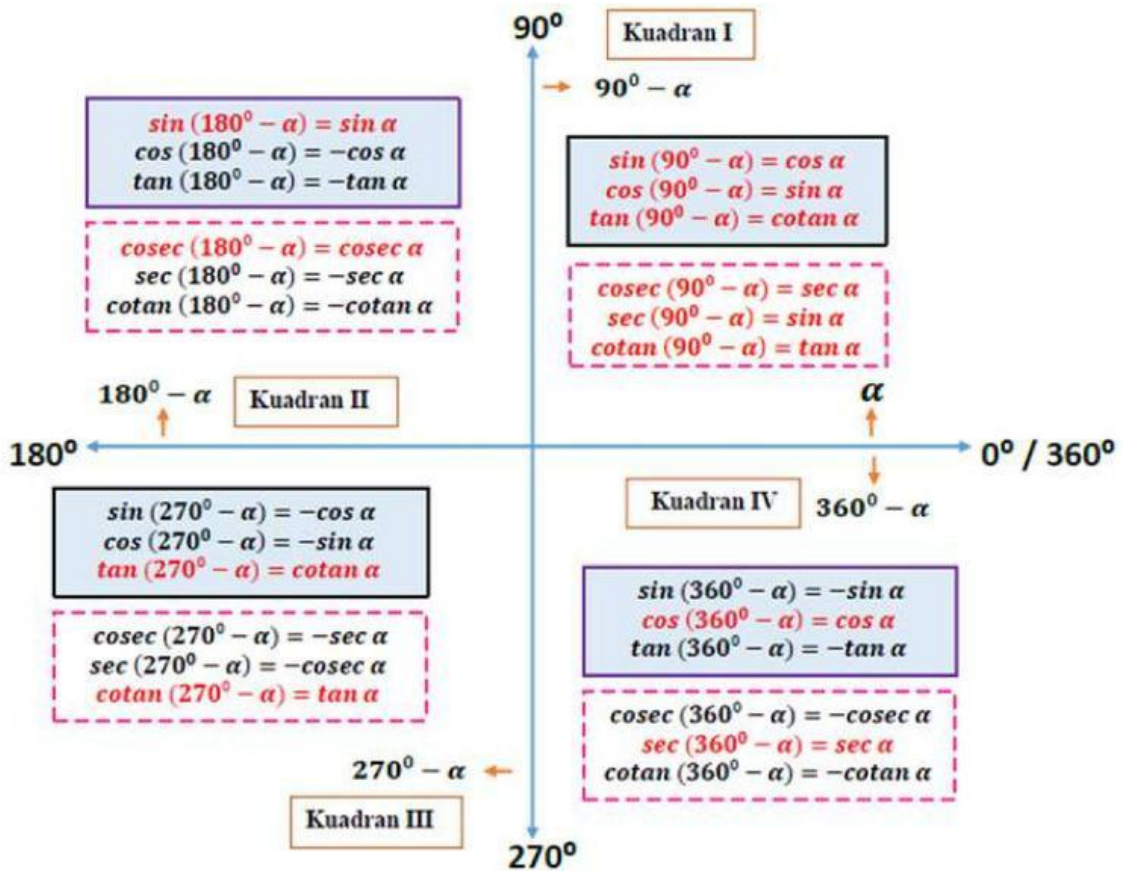 90⁰
Kuadran I
90⁰ − α
sin (180⁰ − α) = sin α
cos (180⁰ − α) = −cos α
tan (180⁰ − α) = −tan α
sin (90⁰ − α) = cos α
cos (90⁰ − α) = sin α
tan (90⁰ − α) = cotan α
cosec (180⁰ − α) = cosec α
sec (180⁰ − α) = −sec α
cotan (180⁰ − α) = −cotan α
cosec (90⁰ − α) = sec α
sec (90⁰ − α) = sin α
cotan (90⁰ − α) = tan α
180⁰ − α
Kuadran II
α
180⁰
0⁰ / 360⁰
Kuadran IV
360⁰ − α
sin (270⁰ − α) = −cos α
cos (270⁰ − α) = −sin α
tan (270⁰ − α) = cotan α
sin (360⁰ − α) = −sin α
cos (360⁰ − α) = cos α
tan (360⁰ − α) = −tan α
cosec (270⁰ − α) = −sec α
sec (270⁰ − α) = −cosec α
cotan (270⁰ − α) = tan α
cosec (360⁰ − α) = −cosec α
sec (360⁰ − α) = sec α
cotan (360⁰ − α) = −cotan α
270⁰ − α
Kuadran III
270⁰